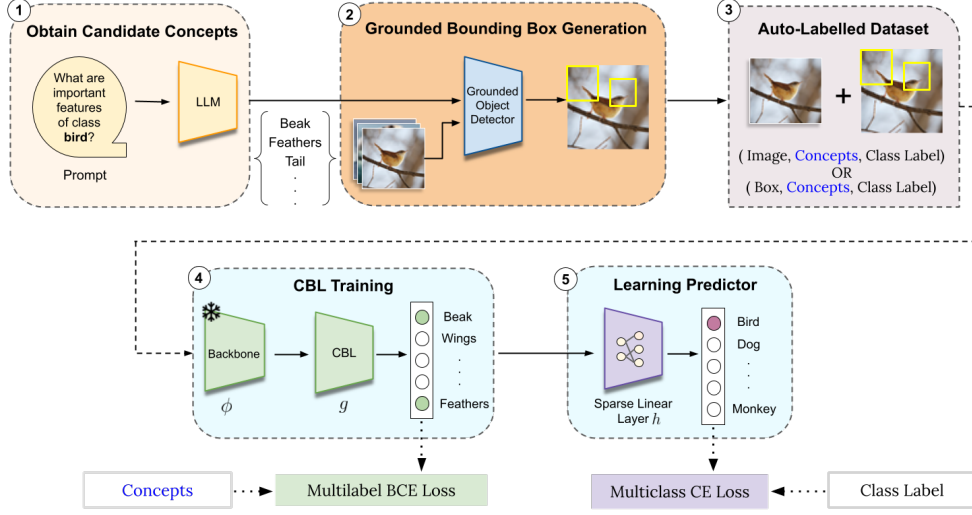 1
Obtain Candidate Concepts
What are
important
features
of class
bird?
Prompt
LLM
Beak
Feathers
Tail
.
.
.
2
Grounded Bounding Box Generation
Grounded
Object
Detector
3
Auto-Labelled Dataset
+
( Image, Concepts, Class Label)
OR
( Box, Concepts, Class Label)
4
CBL Training
Backbone
ϕ
CBL
g
Beak
Wings
.
.
.
Feathers
5
Learning Predictor
Sparse Linear
Layer h
Bird
Dog
.
.
.
Monkey
Concepts
Multilabel BCE Loss
Multiclass CE Loss
Class Label